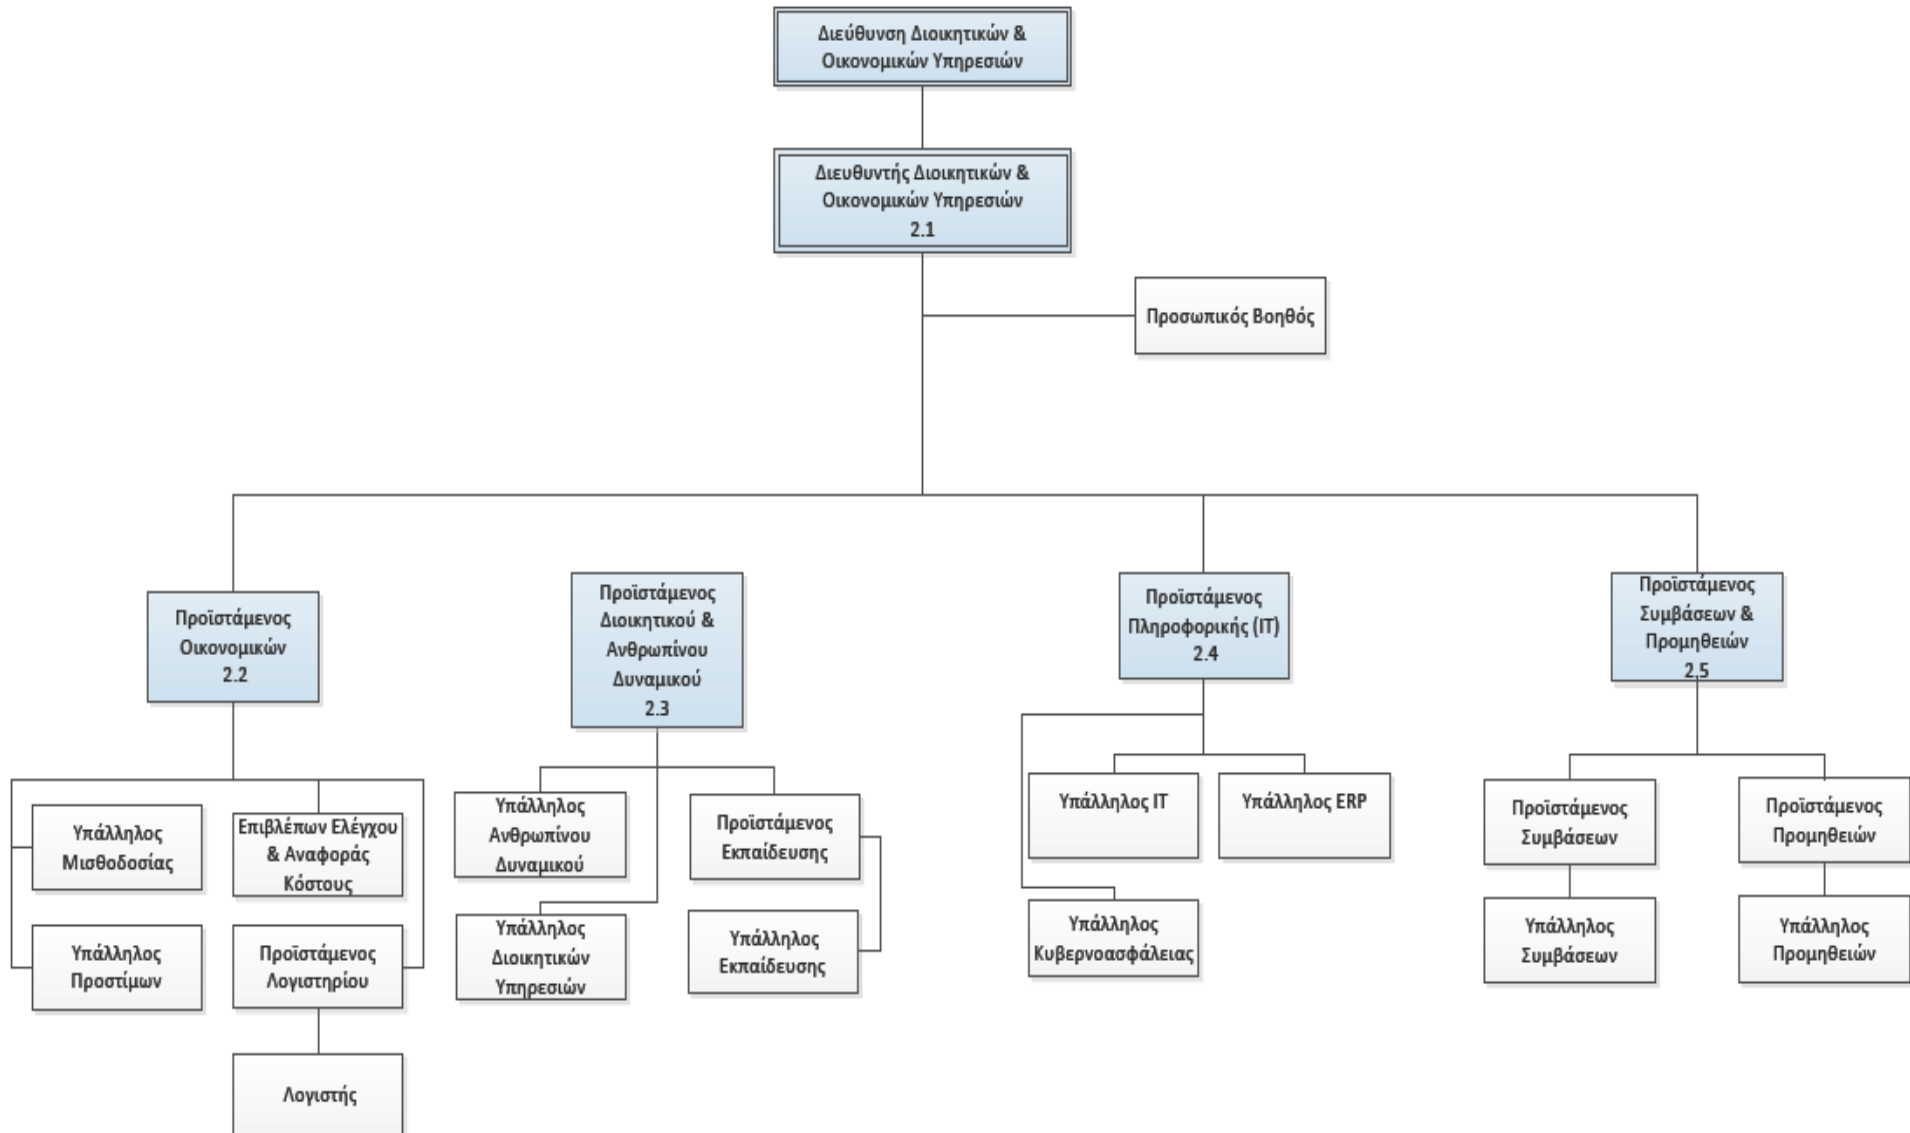 Διεύθυνση Διοικητικών &
Οικονομικών Υπηρεσιών
Διευθυντής Διοικητικών &
Οικονομικών Υπηρεσιών
2.1
Προσωπικός Βοηθός
Προϊστάμενος
Οικονομικών
2.2
Προϊστάμενος
Διοικητικού &
Ανθρωπίνου
Δυναμικού
2.3
Προϊστάμενος
Πληροφορικής (IT)
2.4
Προϊστάμενος
Συμβάσεων &
Προμηθειών
2.5
Υπάλληλος
Μισθοδοσίας
Επιβλέπων Ελέγχου
& Αναφοράς
Κόστους
Υπάλληλος
Προστίμων
Προϊστάμενος
Λογιστηρίου
Λογιστής
Υπάλληλος
Ανθρωπίνου
Δυναμικού
Προϊστάμενος
Εκπαίδευσης
Υπάλληλος
Διοικητικών
Υπηρεσιών
Υπάλληλος
Εκπαίδευσης
Υπάλληλος IT
Υπάλληλος ERP
Υπάλληλος
Κυβερνοασφάλειας
Προϊστάμενος
Συμβάσεων
Προϊστάμενος
Προμηθειών
Υπάλληλος
Συμβάσεων
Υπάλληλος
Προμηθειών